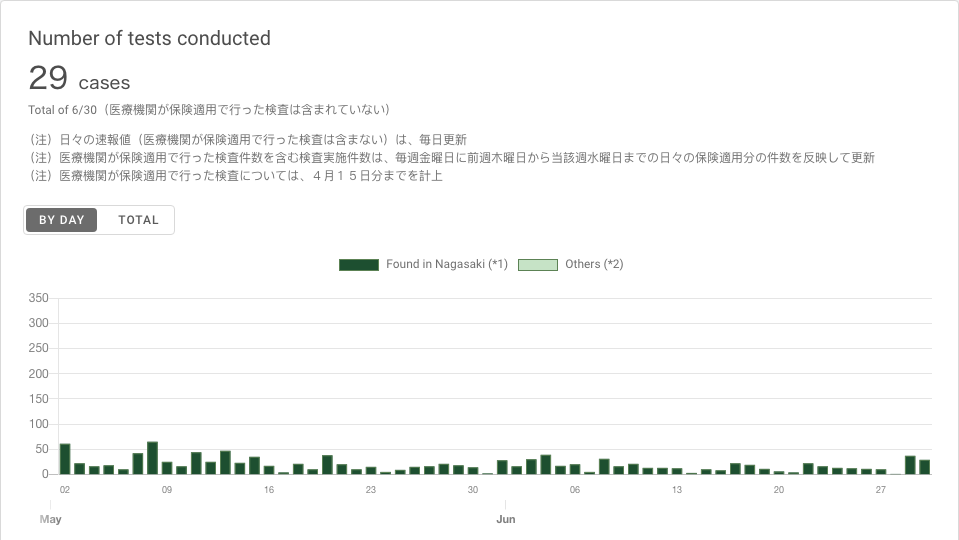 Number of tests conducted
29 cases
Total of 6/30（医療機関が保険適用で行った検査は含まれていない）
（注）日々の速報値（医療機関が保険適用で行った検査は含まない）は、毎日更新
（注）医療機関が保険適用で行った検査件数を含む検査実施件数は、毎週金曜日に前週木曜日から当該週水曜日までの日々の保険適用分の件数を反映して更新
（注）医療機関が保険適用で行った検査については、４月１５日分までを計上
BY DAY TOTAL
Found in Nagasaki (*1) Others (*2)
350
300
250
200
150
100
50
0
02 09 16 23 30 06 13 20 27
May Jun